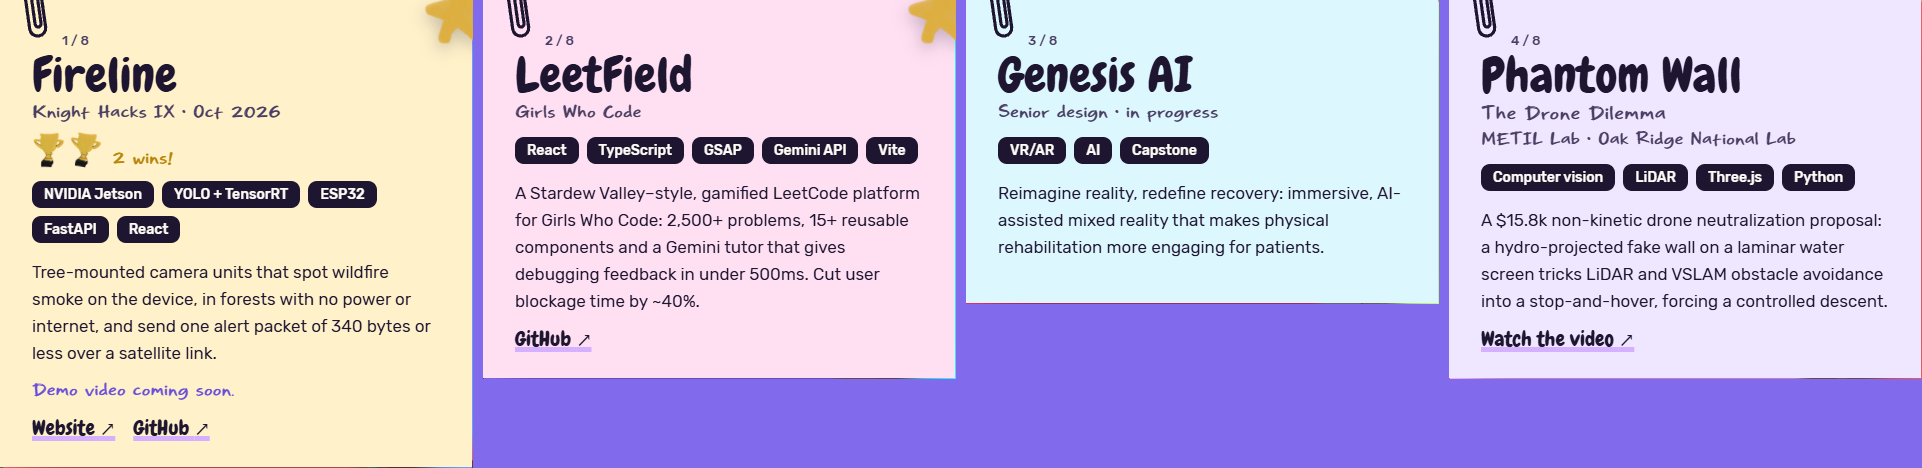 1 / 8
Fireline
Knight Hacks IX · Oct 2026
2 wins!
NVIDIA Jetson YOLO + TensorRT ESP32
FastAPI React
Tree-mounted camera units that spot wildfire
smoke on the device, in forests with no power or
internet, and send one alert packet of 340 bytes or
less over a satellite link.
Demo video coming soon.
Website ↗ GitHub ↗
2 / 8
LeetField
Girls Who Code
React TypeScript GSAP Gemini API Vite
A Stardew Valley–style, gamified LeetCode platform
for Girls Who Code: 2,500+ problems, 15+ reusable
components and a Gemini tutor that gives
debugging feedback in under 500ms. Cut user
blockage time by ~40%.
GitHub ↗
3 / 8
Genesis AI
Senior design · in progress
VR/AR AI Capstone
Reimagine reality, redefine recovery: immersive, AI-
assisted mixed reality that makes physical
rehabilitation more engaging for patients.
4 / 8
Phantom Wall
The Drone Dilemma
METIL Lab · Oak Ridge National Lab
Computer vision LiDAR Three.js Python
A $15.8k non-kinetic drone neutralization proposal:
a hydro-projected fake wall on a laminar water
screen tricks LiDAR and VSLAM obstacle avoidance
into a stop-and-hover, forcing a controlled descent.
Watch the video ↗